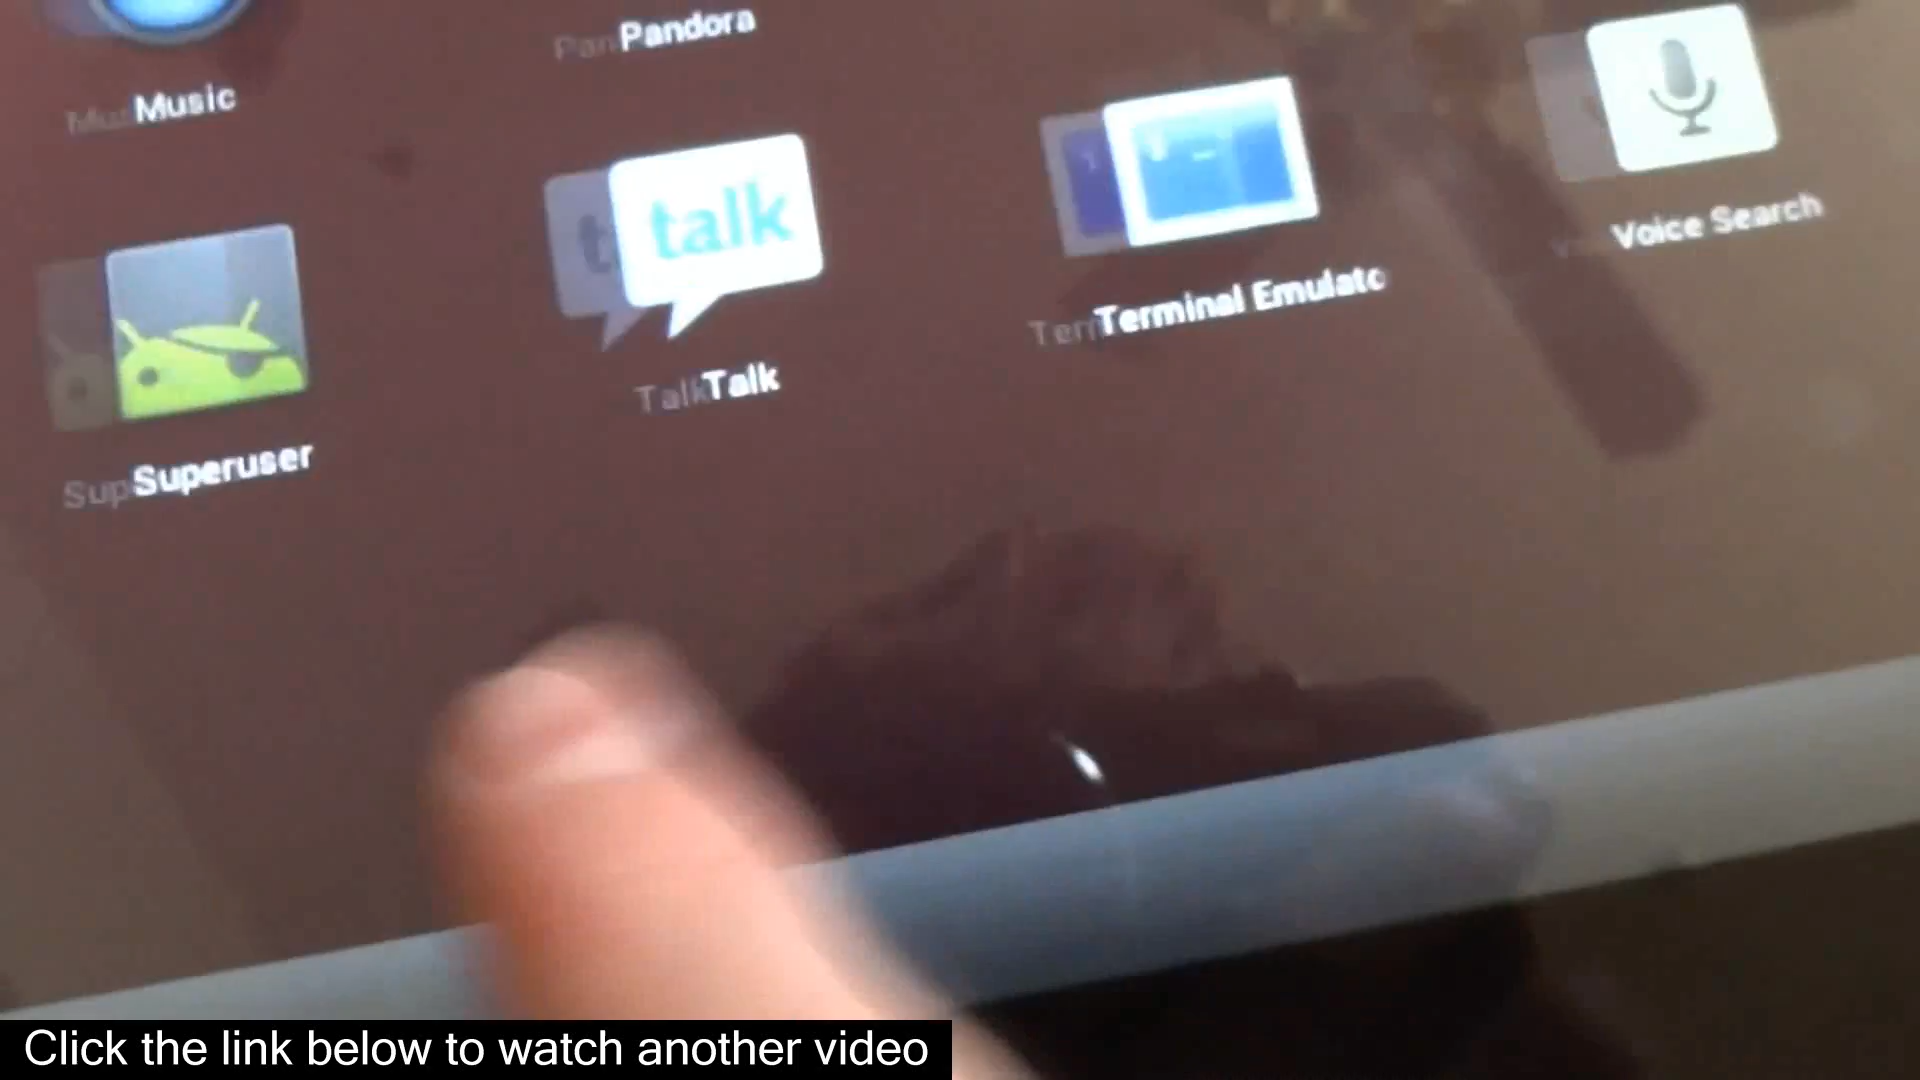 Pandora
Music
talk
Voice Search
Terminal Emulato
Talk
Superuser
Click the link below to watch another video